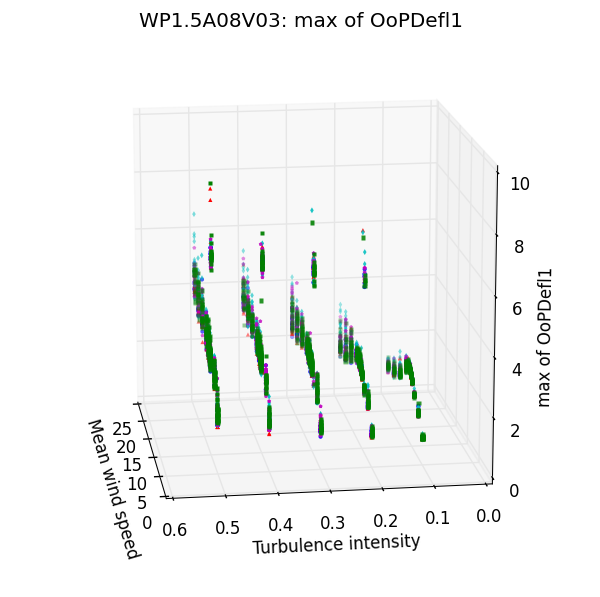 WP1.5A08V03: max of OoPDefl1
10
8
6
4
2
0
max of OoPDefl1
25
20
15
10
5
0
Mean wind speed
0.6 0.5 0.4 0.3 0.2 0.1 0.0
Turbulence intensity